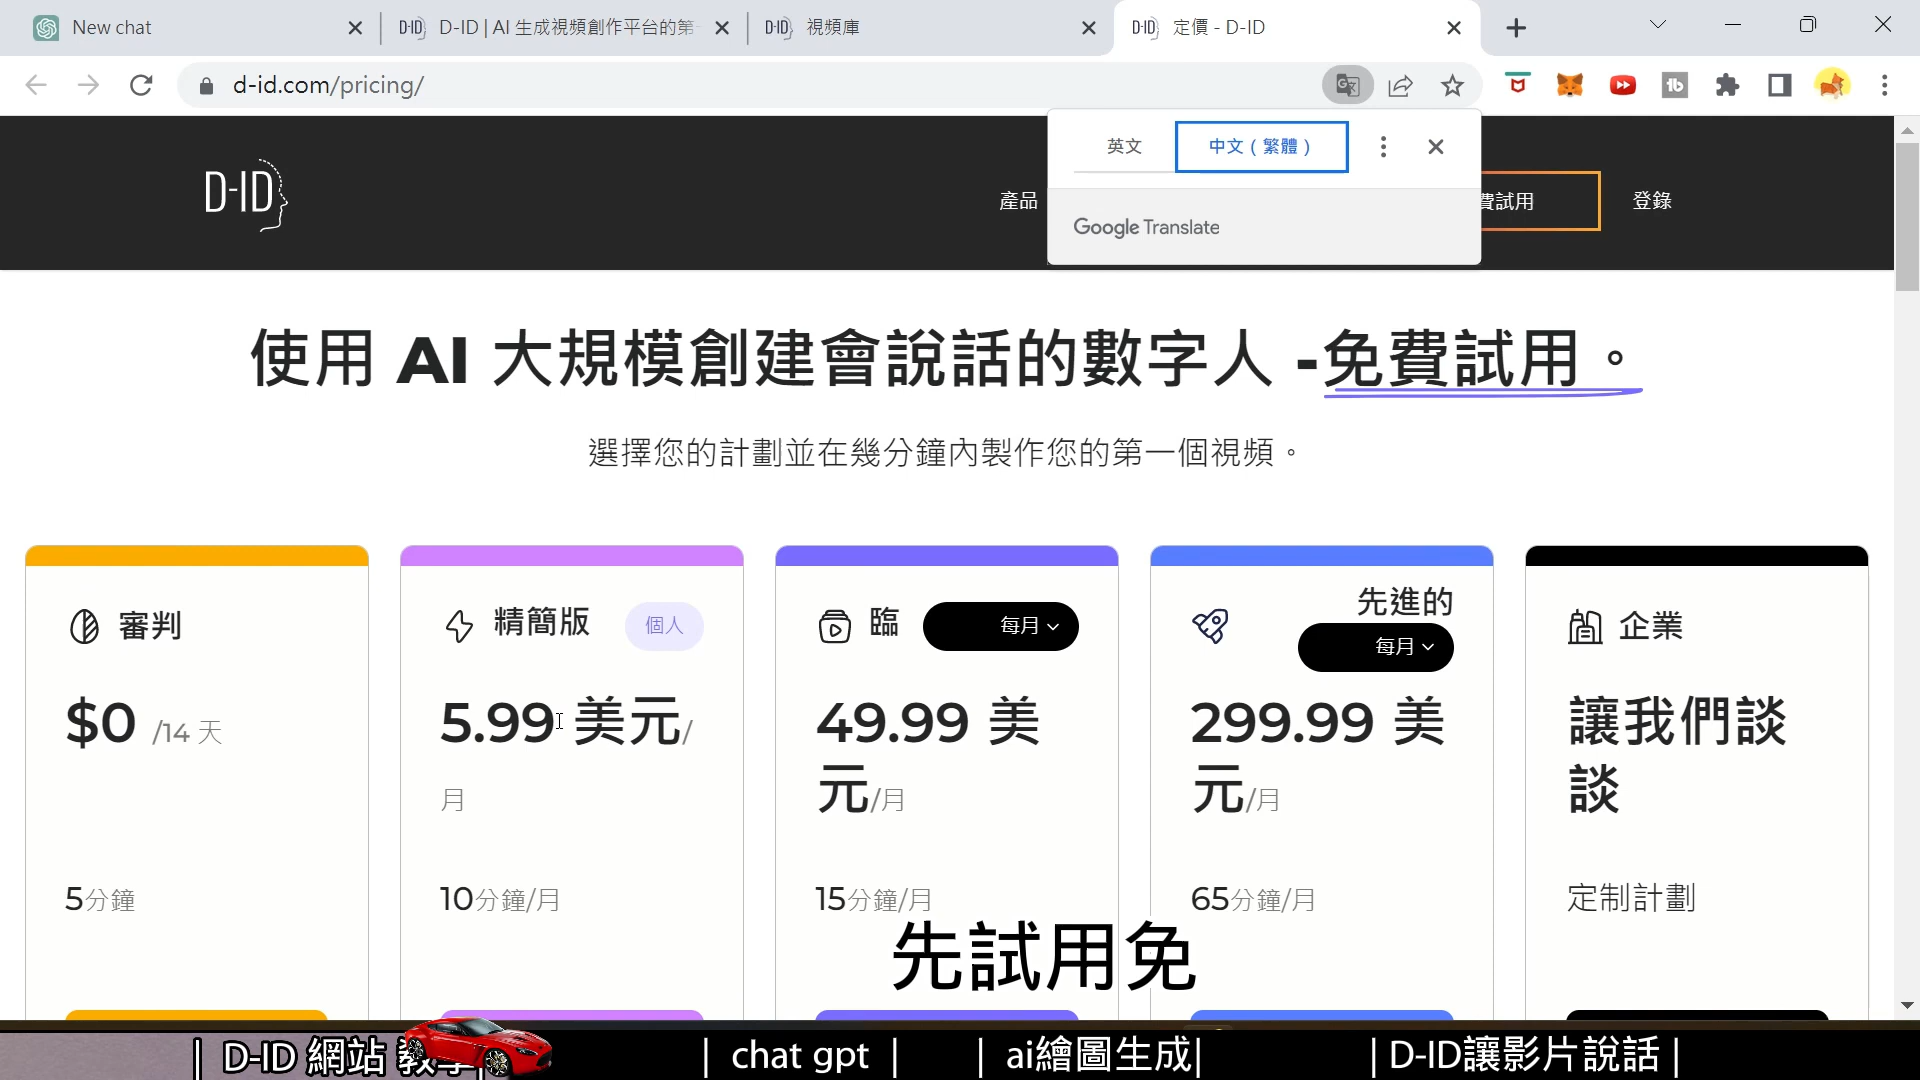 New chat
D-ID D-ID | AI 生成視頻創作平台的第
D-ID 視頻庫
D-ID 定價 - D-ID
d-id.com/pricing/
英文
中文（繁體）
Google Translate
D-ID
產品
費試用
登錄
使用 AI 大規模創建會說話的數字人 -免費試用。
選擇您的計劃並在幾分鐘內製作您的第一個視頻。
審判
$0 /14 天
5分鐘
精簡版
個人
5.99 美元/
月
10分鐘/月
臨
每月
49.99 美
元/月
15分鐘/月
先進的
每月
299.99 美
元/月
65分鐘/月
企業
讓我們談
談
定制計劃
先試用免
| D-ID 網站 教學|
| chat gpt |
| ai繪圖生成|
| D-ID讓影片說話 |